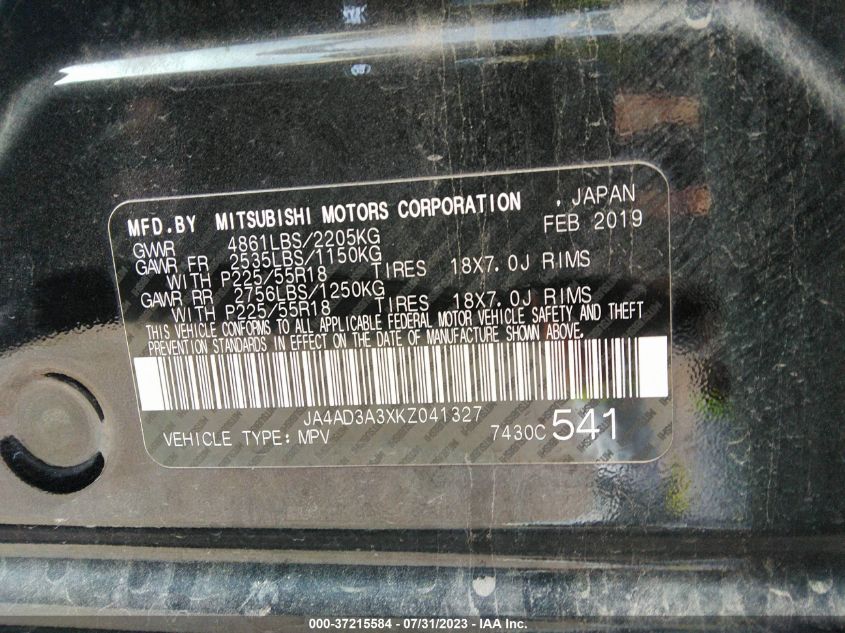 MFD.BY MITSUBISHI MOTORS CORPORATION , JAPAN
GVWR 4861LBS/2205KG FEB 2019
GAWR FR 2535LBS/1150KG
WITH P225/55R18 TIRES 18X7.0J RIMS
GAWR RR 2756LBS/1250KG
WITH P225/55R18 TIRES 18X7.0J RIMS
THIS VEHICLE CONFORMS TO ALL APPLICABLE FEDERAL MOTOR VEHICLE SAFETY AND THEFT
PREVENTION STANDARDS IN EFFECT ON THE DATE OF MANUFACTURE SHOWN ABOVE.
JA4AD3A3XKZ041327
VEHICLE TYPE: MPV 7430C 541
000-37215584 - 07/31/2023 - IAA Inc.